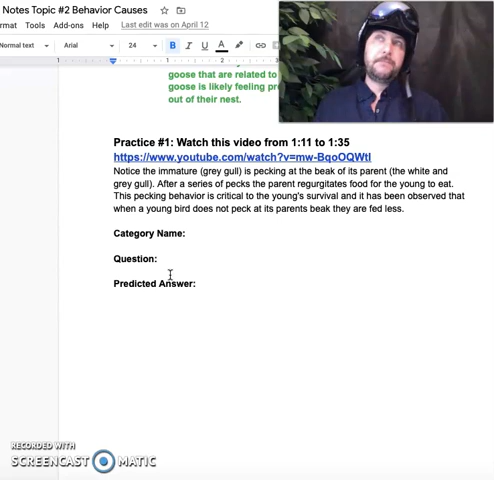 Notes Topic #2 Behavior Causes
rmat Tools Add-ons Help Last edit was on April 12
Normal text Arial 24 B I U A
goose that are related to
goose is likely feeling pr
out of their nest.
Practice #1: Watch this video from 1:11 to 1:35
https://www.youtube.com/watch?v=mw-BqoOQWtI
Notice the immature (grey gull) is pecking at the beak of its parent (the white and
grey gull). After a series of pecks the parent regurgitates food for the young to eat.
This pecking behavior is critical to the young's survival and it has been observed that
when a young bird does not peck at its parents beak they are fed less.
Category Name:
Question:
Predicted Answer:
RECORDED WITH
SCREENCAST MATIC